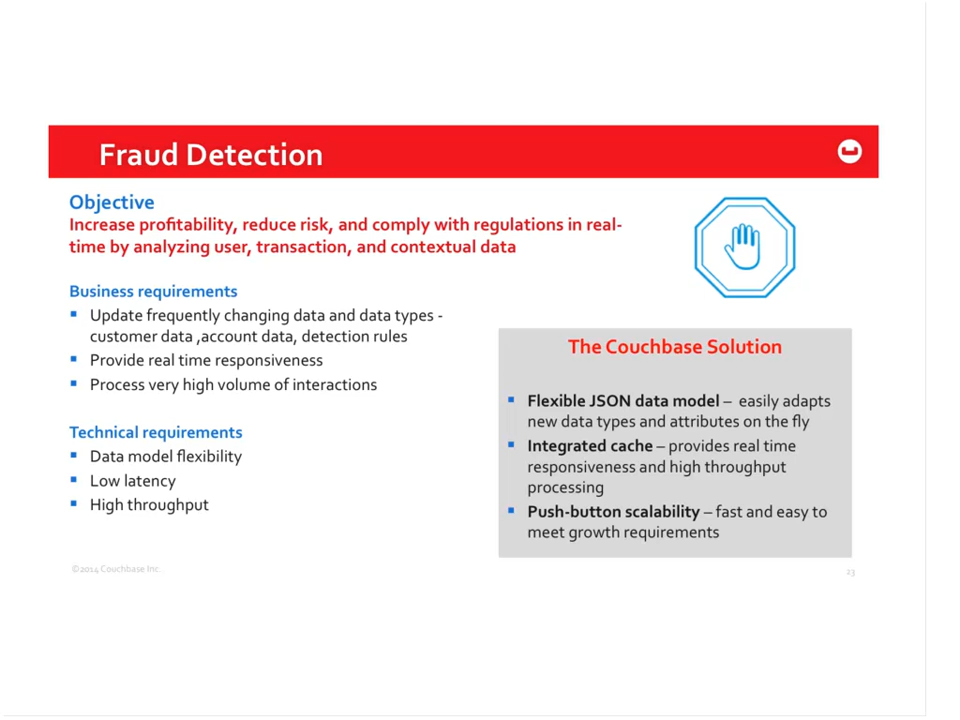 Fraud Detection
Objective
Increase profitability, reduce risk, and comply with regulations in real-
time by analyzing user, transaction, and contextual data
Business requirements
Update frequently changing data and data types -
customer data ,account data, detection rules
Provide real time responsiveness
Process very high volume of interactions
Technical requirements
Data model flexibility
Low latency
High throughput
The Couchbase Solution
Flexible JSON data model – easily adapts
new data types and attributes on the fly
Integrated cache – provides real time
responsiveness and high throughput
processing
Push-button scalability – fast and easy to
meet growth requirements
©2014 Couchbase Inc.
23